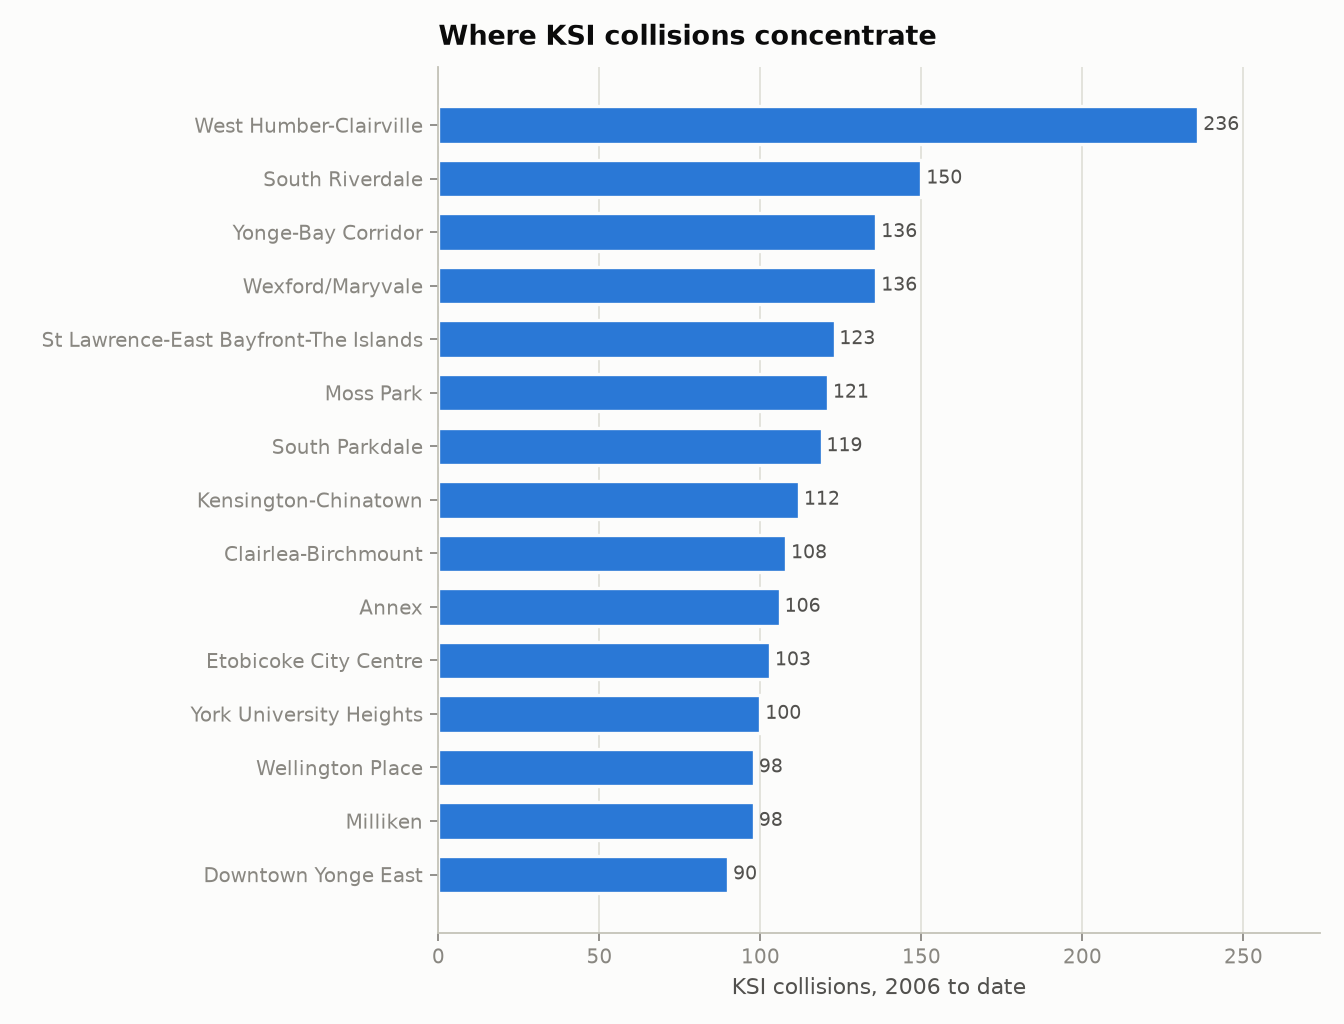 Where KSI collisions concentrate
West Humber-Clairville 236
South Riverdale 150
Yonge-Bay Corridor 136
Wexford/Maryvale 136
St Lawrence-East Bayfront-The Islands 123
Moss Park 121
South Parkdale 119
Kensington-Chinatown 112
Clairlea-Birchmount 108
Annex 106
Etobicoke City Centre 103
York University Heights 100
Wellington Place 98
Milliken 98
Downtown Yonge East 90
0 50 100 150 200 250
KSI collisions, 2006 to date